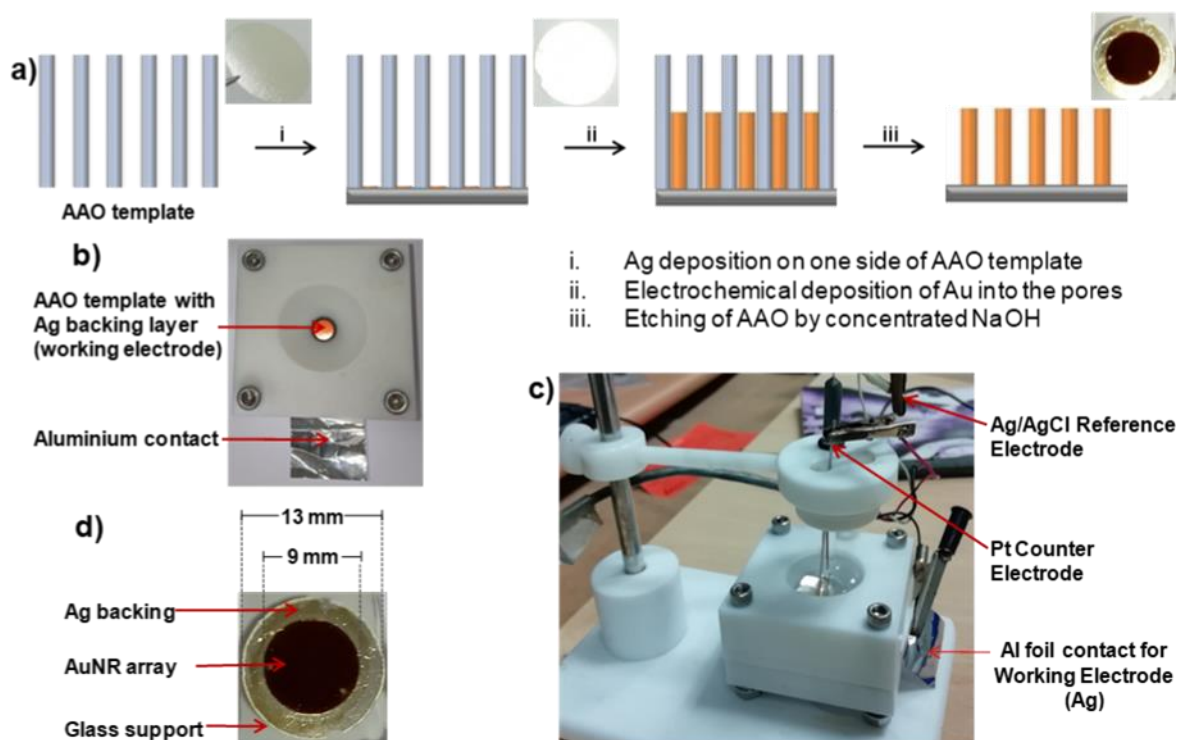 a)
i
ii
iii
AAO template
b)
AAO template with
Ag backing layer
(working electrode)
Aluminium contact
i. Ag deposition on one side of AAO template
ii. Electrochemical deposition of Au into the pores
iii. Etching of AAO by concentrated NaOH
c)
Ag/AgCl Reference
Electrode
Pt Counter
Electrode
Al foil contact for
Working Electrode
(Ag)
d)
13 mm
9 mm
Ag backing
AuNR array
Glass support